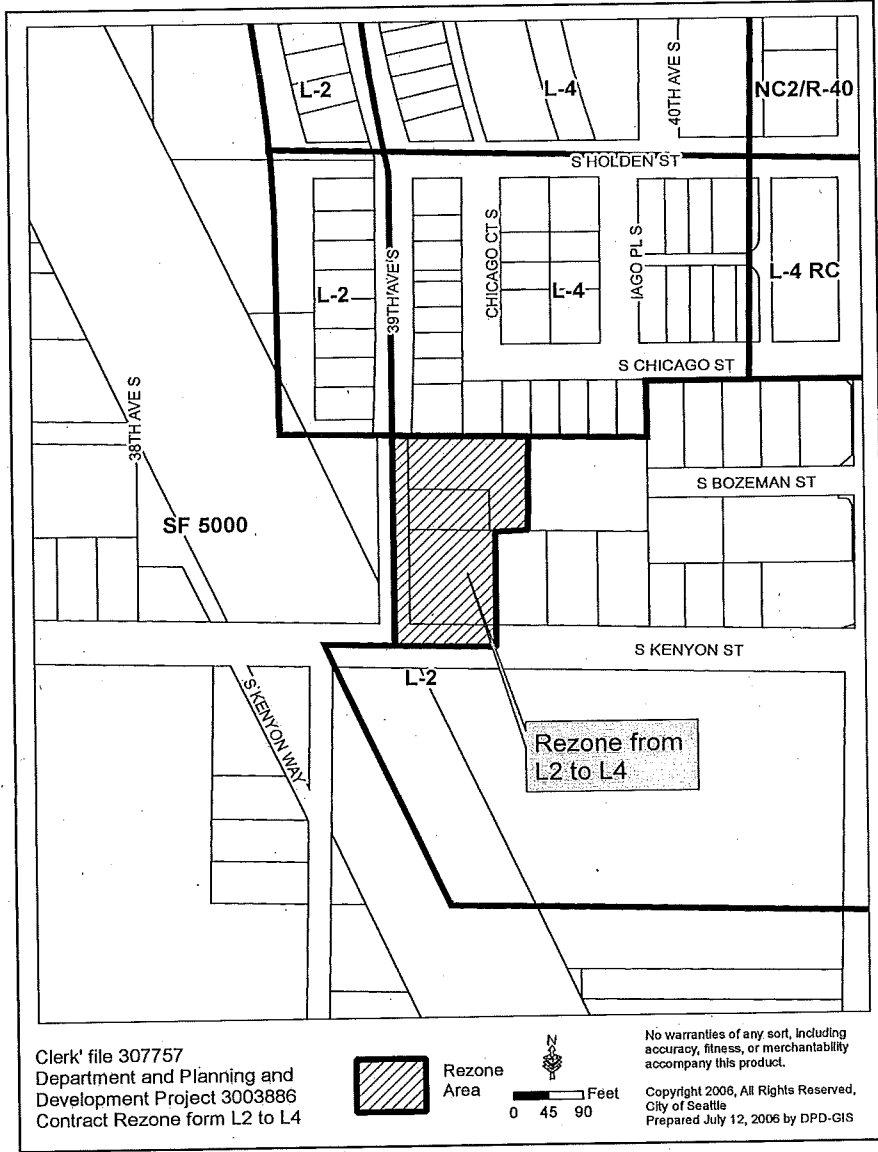 L-2
L-4
40TH AVE S
NC2/R-40
S HOLDEN ST
L-2
39TH AVE S
CHICAGO CT S
L-4
IAGO PL S
L-4 RC
S CHICAGO ST
38TH AVE S
SF 5000
S BOZEMAN ST
S KENYON ST
L-2
S KENYON WAY
Rezone from
L2 to L4
Clerk' file 307757
Department and Planning and
Development Project 3003886
Contract Rezone form L2 to L4
Rezone
Area
N
Feet
0 45 90
No warranties of any sort, including
accuracy, fitness, or merchantability
accompany this product.
Copyright 2006, All Rights Reserved,
City of Seattle
Prepared July 12, 2006 by DPD-GIS